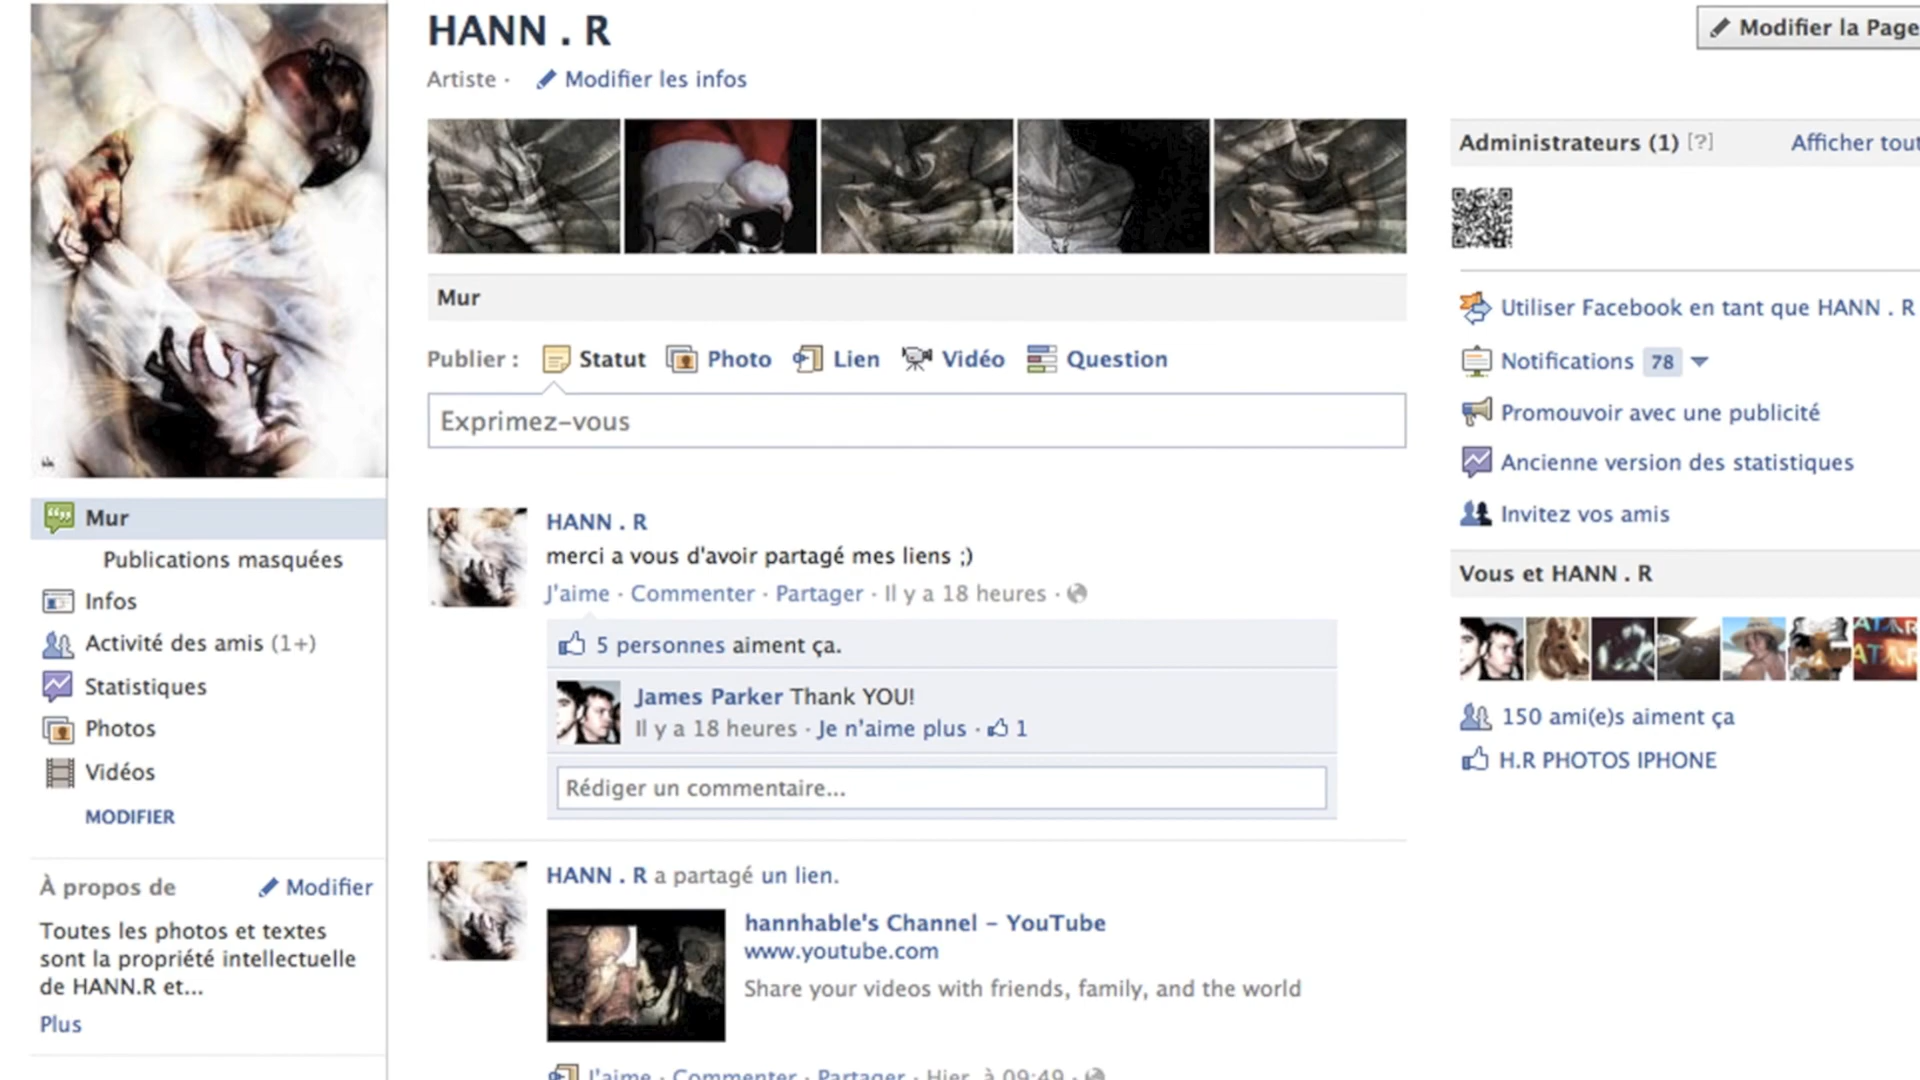 HANN . R
Modifier la Page
Artiste · Modifier les infos
Administrateurs (1) [?] Afficher tout
Mur
Publier : Statut Photo Lien Vidéo Question
Exprimez-vous
Utiliser Facebook en tant que HANN . R
Notifications 78
Promouvoir avec une publicité
Ancienne version des statistiques
Invitez vos amis
Vous et HANN . R
150 ami(e)s aiment ça
H.R PHOTOS IPHONE
Mur
Publications masquées
Infos
Activité des amis (1+)
Statistiques
Photos
Vidéos
MODIFIER
À propos de Modifier
Toutes les photos et textes
sont la propriété intellectuelle
de HANN.R et...
Plus
HANN . R
merci a vous d'avoir partagé mes liens ;)
J'aime · Commenter · Partager · Il y a 18 heures ·
5 personnes aiment ça.
James Parker Thank YOU!
Il y a 18 heures · Je n'aime plus · 1
Rédiger un commentaire...
HANN . R a partagé un lien.
hannhable's Channel – YouTube
www.youtube.com
Share your videos with friends, family, and the world
J'aime · Commenter · Partager · Hier, à 09:49 ·